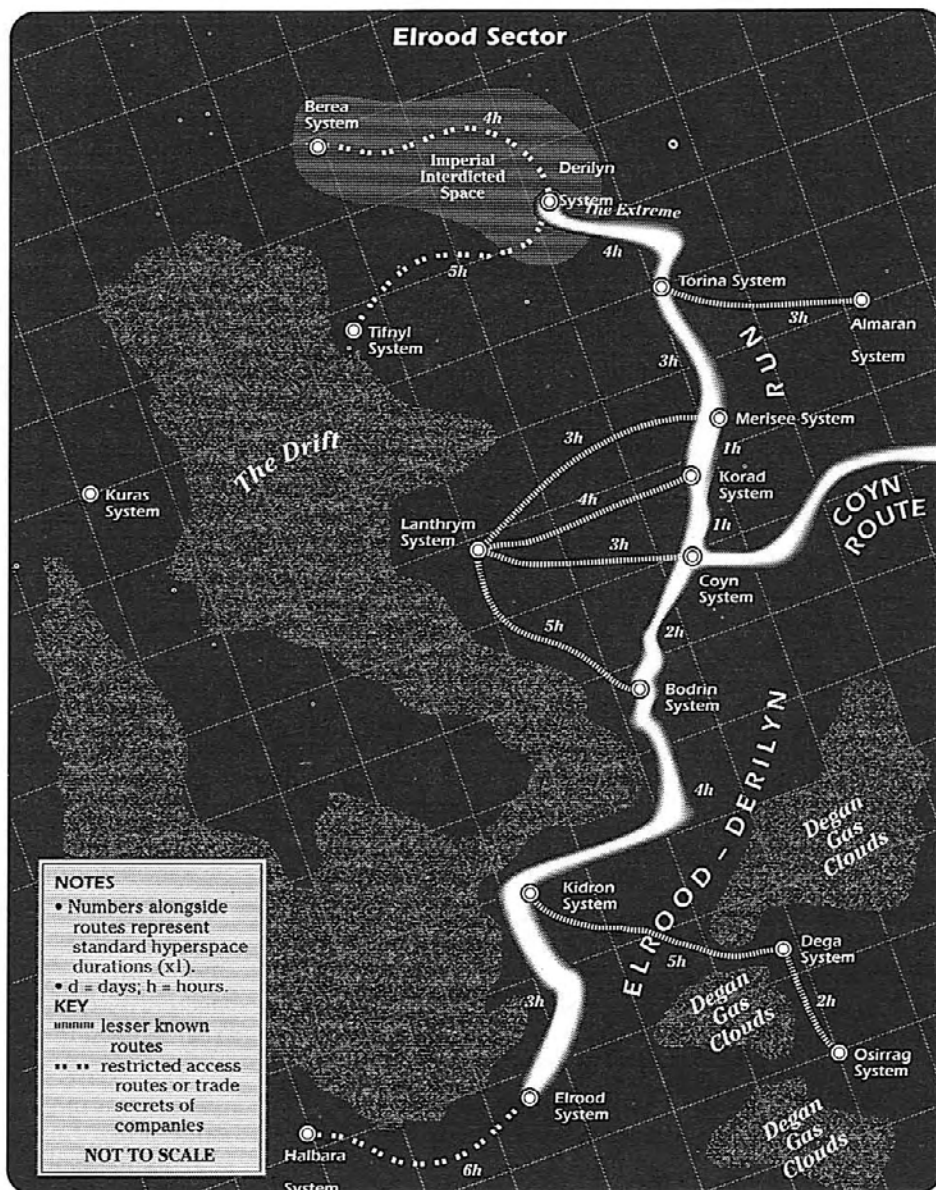 Elrood Sector
Berea
System
4h
Imperial
Interdicted
Space
Derilyn
System
The Extreme
4h
5h
Torina System
3h
Almaran
System
Tifnyl
System
3h
RUN
Merisee System
3h
1h
The Drift
Kuras
System
4h
Korad
System
Lanthrym
System
3h
1h
COYN
ROUTE
Coyn
System
5h
2h
Bodrin
System
4h
ELROOD – DERILYN
Degan
Gas
Clouds
Kidron
System
5h
Dega
System
3h
Degan
Gas
Clouds
2h
Osirrag
System
Elrood
System
Degan
Gas
Clouds
Halbara
System
6h
NOTES
• Numbers alongside
routes represent
standard hyperspace
durations (x1).
• d = days; h = hours.
KEY
lesser known
routes
restricted access
routes or trade
secrets of
companies
NOT TO SCALE